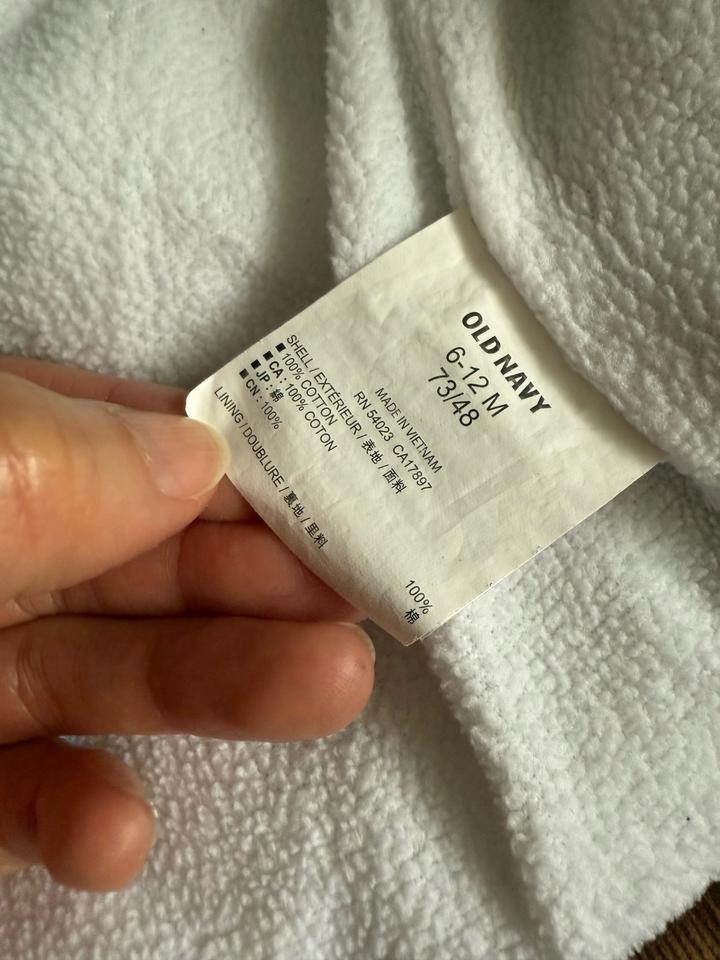 OLD NAVY
6-12 M
73/48
MADE IN VIETNAM
RN 54023 CA17897
SHELL / EXTÉRIEUR / 表地 / 面料
100% COTTON
CA : 100% COTON
JP : 綿 100%
CN : 100% 棉
LINING / DOUBLURE / 裏地 / 里料